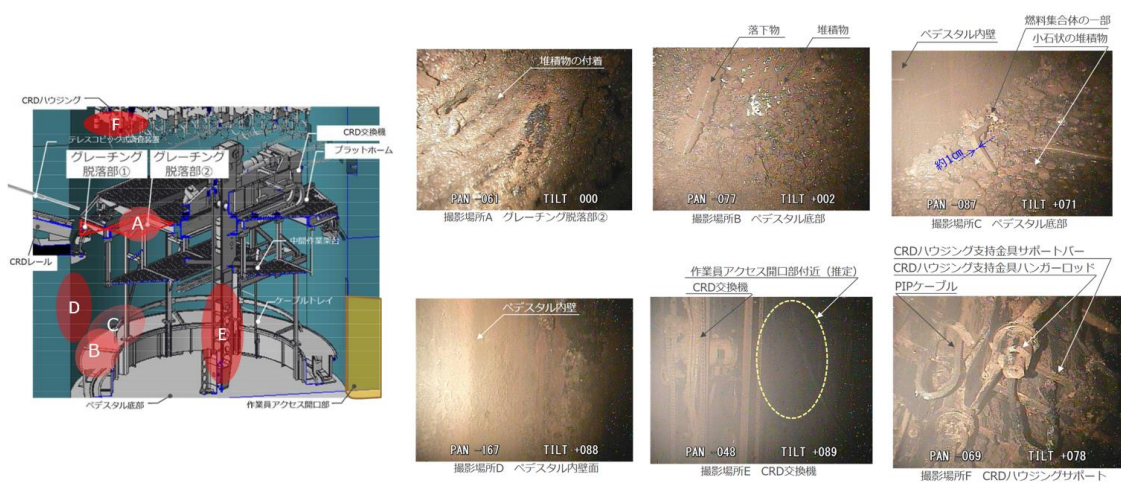 CRDハウジング
F
テレスコピック式調査装置
グレーチング
脱落部①
グレーチング
脱落部②
CRD交換機
プラットホーム
A
中間作業架台
CRDレール
D
C
B
E
ケーブルトレイ
ペデスタル底部
作業員アクセス開口部
堆積物の付着
PAN -061 TILT 000
撮影場所A グレーチング脱落部②
落下物
堆積物
PAN -077 TILT +002
撮影場所B ペデスタル底部
燃料集合体の一部
ペデスタル内壁
小石状の堆積物
約1cm
PAN -087 TILT +071
撮影場所C ペデスタル底部
ペデスタル内壁
PAN -167 TILT +088
撮影場所D ペデスタル内壁面
作業員アクセス開口部付近（推定）
CRD交換機
PAN -048 TILT +089
撮影場所E CRD交換機
CRDハウジング支持金具サポートバー
CRDハウジング支持金具ハンガーロッド
PIPケーブル
PAN -069 TILT +078
撮影場所F CRDハウジングサポート